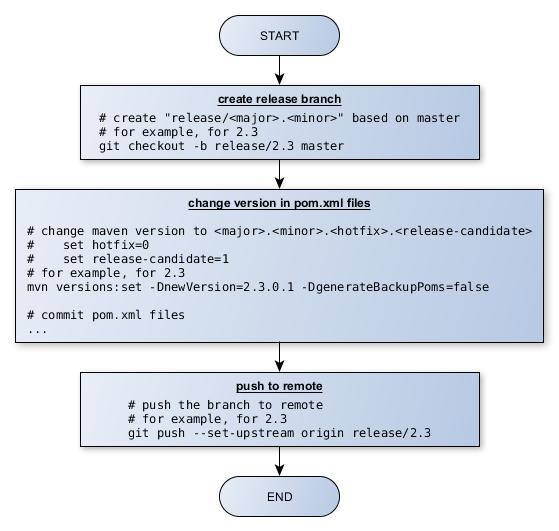 START
create release branch
# create "release/<major>.<minor>" based on master
# for example, for 2.3
git checkout -b release/2.3 master
change version in pom.xml files
# change maven version to <major>.<minor>.<hotfix>.<release-candidate>
#    set hotfix=0
#    set release-candidate=1
# for example, for 2.3
mvn versions:set -DnewVersion=2.3.0.1 -DgenerateBackupPoms=false
# commit pom.xml files
...
push to remote
# push the branch to remote
# for example, for 2.3
git push --set-upstream origin release/2.3
END